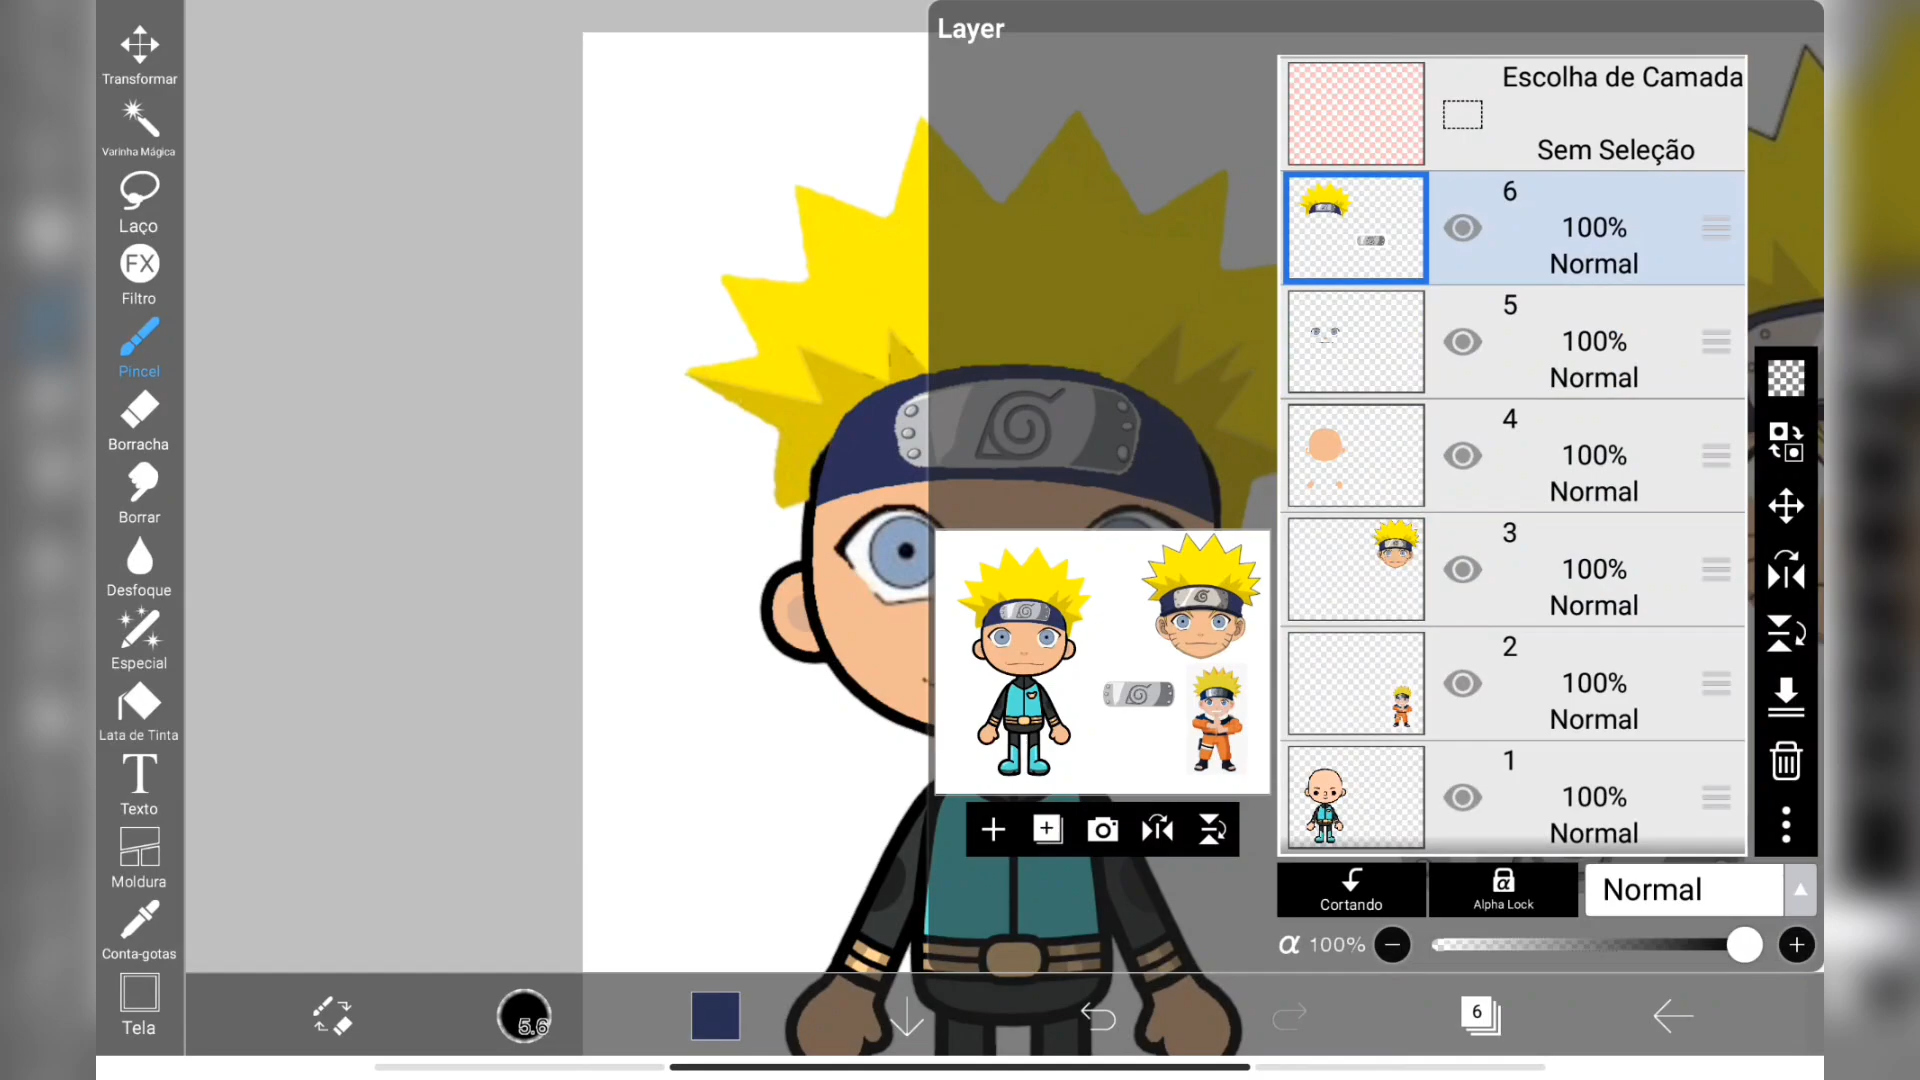 Layer
Transformar
Varinha Mágica
Laço
FX
Filtro
Pincel
Borracha
Borrar
Desfoque
Especial
Lata de Tinta
T
Texto
Moldura
Conta-gotas
Tela
Escolha de Camada
Sem Seleção
6
100%
Normal
5
100%
Normal
4
100%
Normal
3
100%
Normal
2
100%
Normal
1
100%
Normal
Cortando
α
Alpha Lock
Normal
α 100%
5.6
6